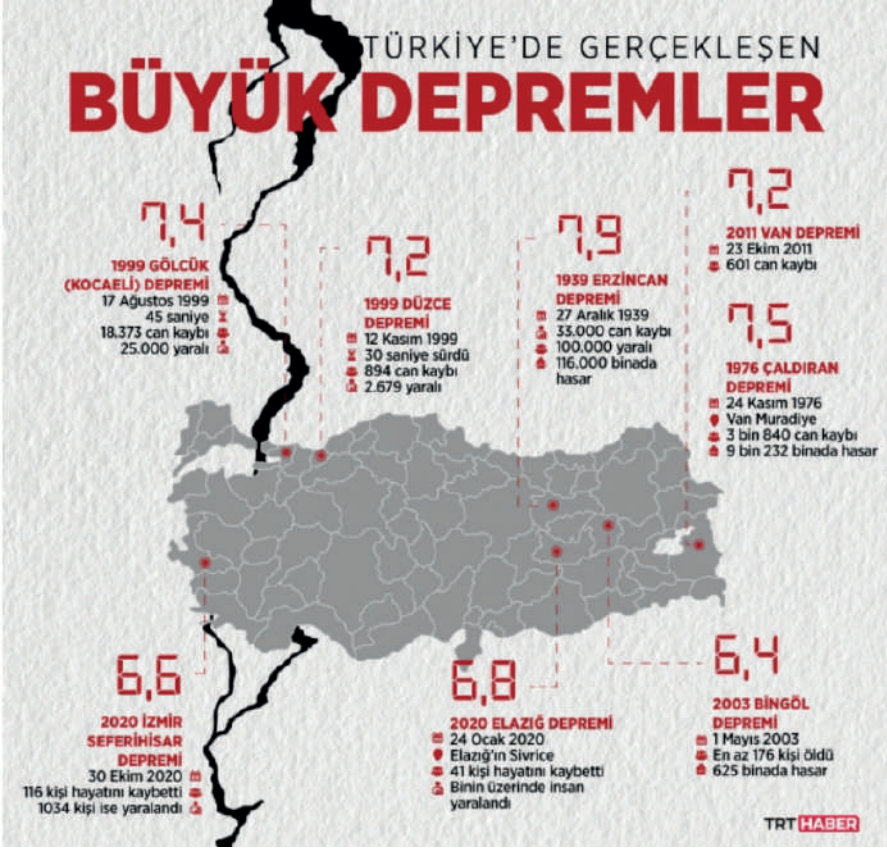 TÜRKİYE'DE GERÇEKLEŞEN
BÜYÜK DEPREMLER
7,4
1999 GÖLCÜK
(KOCAELİ) DEPREMİ
17 Ağustos 1999
45 saniye
18.373 can kaybı
25.000 yaralı
7,2
1999 DÜZCE
DEPREMİ
12 Kasım 1999
30 saniye sürdü
894 can kaybı
2.679 yaralı
7,9
1939 ERZİNCAN
DEPREMİ
27 Aralık 1939
33.000 can kaybı
100.000 yaralı
116.000 binada
hasar
7,2
2011 VAN DEPREMİ
23 Ekim 2011
601 can kaybı
7,5
1976 ÇALDIRAN
DEPREMİ
24 Kasım 1976
Van Muradiye
3 bin 840 can kaybı
9 bin 232 binada hasar
6,6
2020 İZMİR
SEFERİHİSAR
DEPREMİ
30 Ekim 2020
116 kişi hayatını kaybetti
1034 kişi ise yaralandı
6,8
2020 ELAZIĞ DEPREMİ
24 Ocak 2020
Elazığ'ın Sivrice
41 kişi hayatını kaybetti
Binin üzerinde insan
yaralandı
6,4
2003 BİNGÖL
DEPREMİ
1 Mayıs 2003
En az 176 kişi öldü
625 binada hasar
TRT HABER